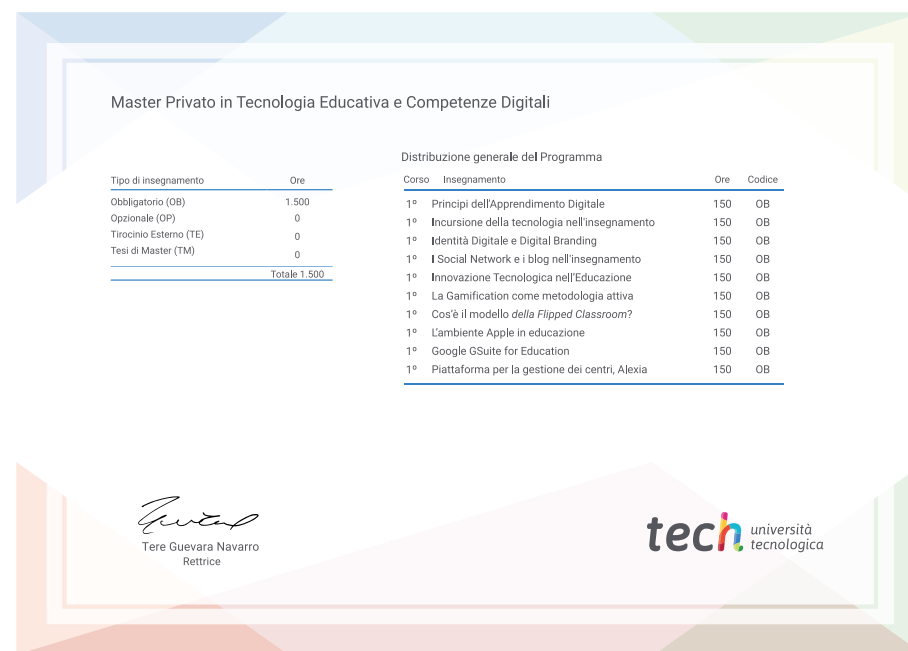 Master Privato in Tecnologia Educativa e Competenze Digitali
Tipo di insegnamento Ore
Obbligatorio (OB) 1.500
Opzionale (OP) 0
Tirocinio Esterno (TE) 0
Tesi di Master (TM) 0
Totale 1.500
Distribuzione generale del Programma
Corso Insegnamento Ore Codice
1º Principi dell'Apprendimento Digitale 150 OB
1º Incursione della tecnologia nell'insegnamento 150 OB
1º Identità Digitale e Digital Branding 150 OB
1º I Social Network e i blog nell'insegnamento 150 OB
1º Innovazione Tecnologica nell'Educazione 150 OB
1º La Gamification come metodologia attiva 150 OB
1º Cos'è il modello della Flipped Classroom? 150 OB
1º L'ambiente Apple in educazione 150 OB
1º Google GSuite for Education 150 OB
1º Piattaforma per la gestione dei centri, Alexia 150 OB
Tere Guevara Navarro
Rettrice
tech università
tecnologica